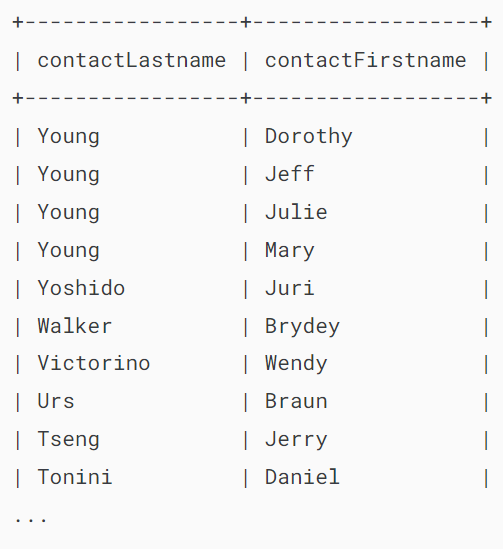 +-----------------+------------------+
| contactLastname | contactFirstname |
+-----------------+------------------+
| Young           | Dorothy          |
| Young           | Jeff             |
| Young           | Julie            |
| Young           | Mary             |
| Yoshido         | Juri             |
| Walker          | Brydey           |
| Victorino       | Wendy            |
| Urs             | Braun            |
| Tseng           | Jerry            |
| Tonini          | Daniel           |
...